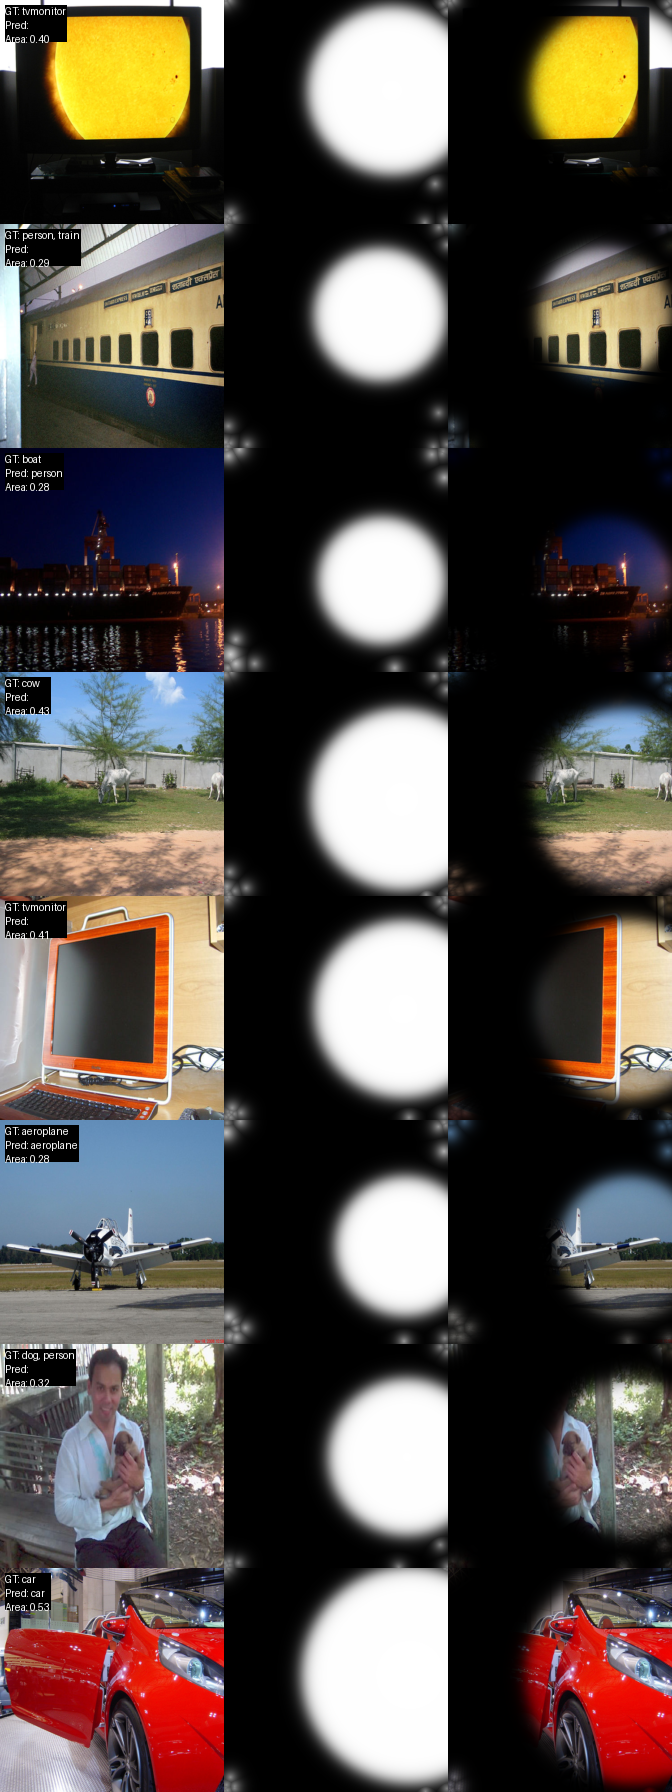 GT: tvmonitor
Pred:
Area: 0.40
GT: person, train
Pred:
Area: 0.29
GT: boat
Pred: person
Area: 0.28
GT: cow
Pred:
Area: 0.43
GT: tvmonitor
Pred:
Area: 0.41
GT: aeroplane
Pred: aeroplane
Area: 0.28
GT: dog, person
Pred:
Area: 0.32
GT: car
Pred: car
Area: 0.53